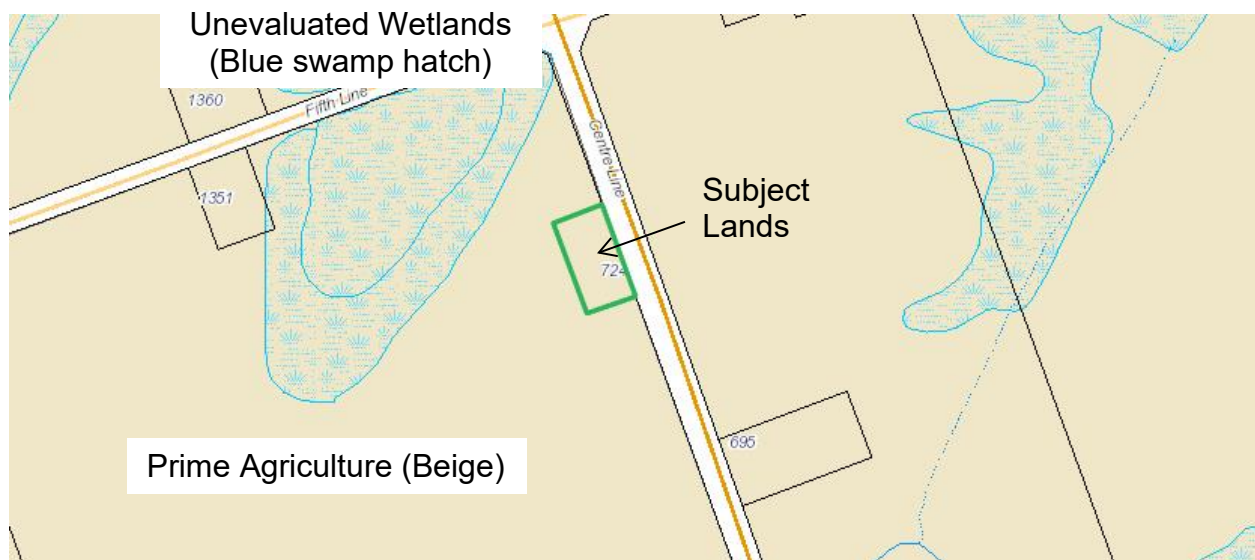 Unevaluated Wetlands
(Blue swamp hatch)
1360
Fifth Line
Centre Line
1351
Subject
Lands
724
695
Prime Agriculture (Beige)